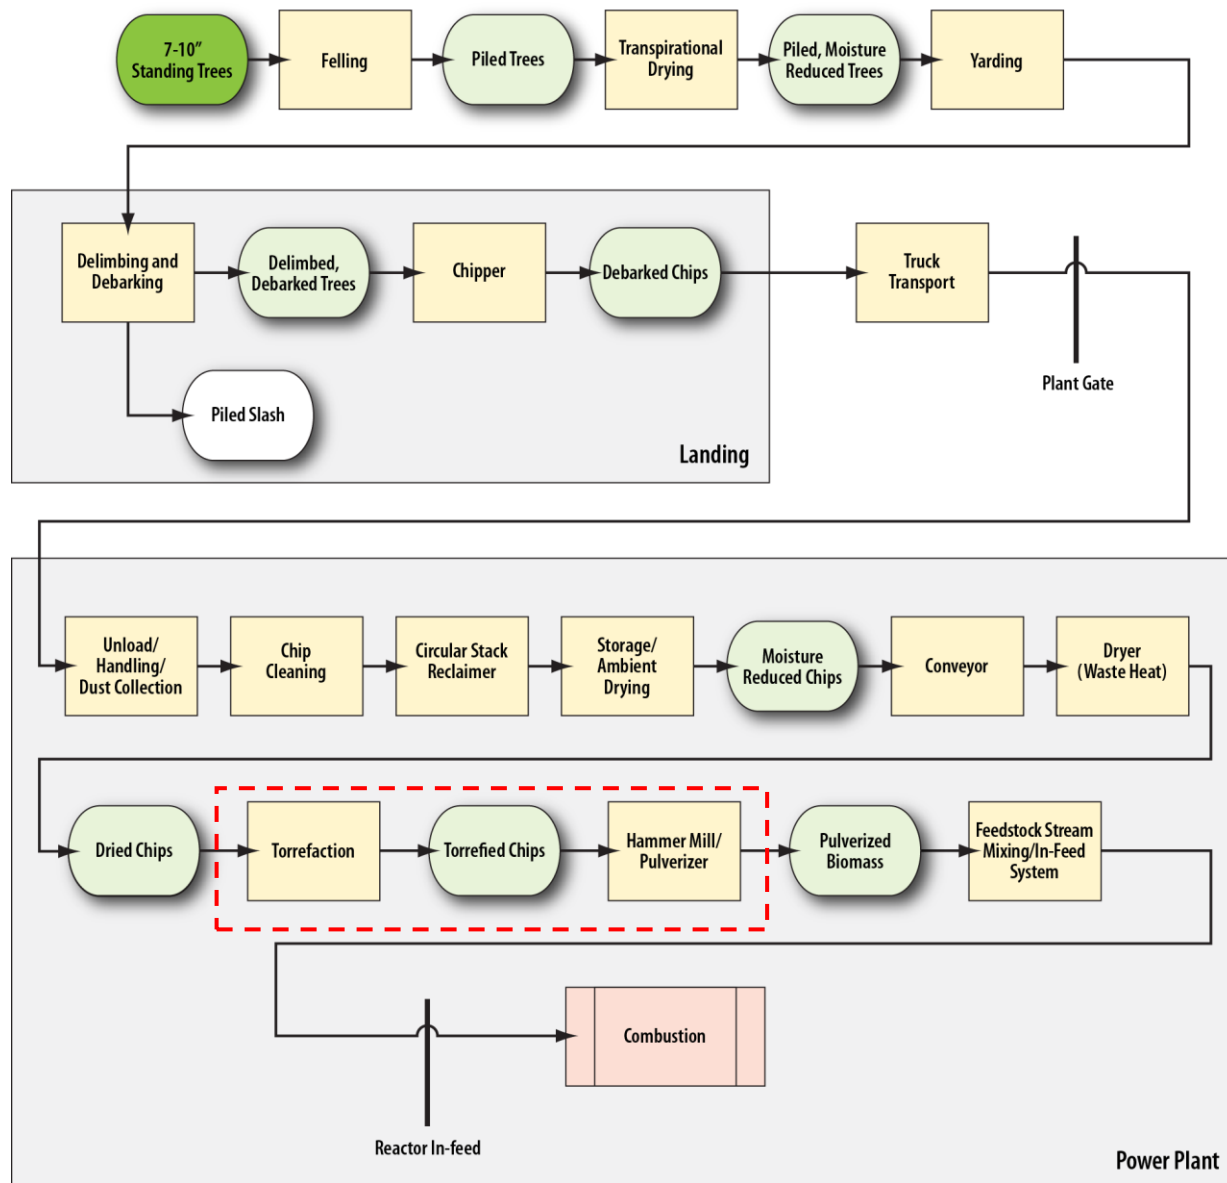 7-10”
Standing Trees
Felling
Piled Trees
Transpirational
Drying
Piled, Moisture
Reduced Trees
Yarding
Delimbing and
Debarking
Delimbed,
Debarked Trees
Chipper
Debarked Chips
Truck
Transport
Plant Gate
Piled Slash
Landing
Unload/
Handling/
Dust Collection
Chip
Cleaning
Circular Stack
Reclaimer
Storage/
Ambient
Drying
Moisture
Reduced Chips
Conveyor
Dryer
(Waste Heat)
Dried Chips
Torrefaction
Torrefied Chips
Hammer Mill/
Pulverizer
Pulverized
Biomass
Feedstock Stream
Mixing/In-Feed
System
Combustion
Reactor In-feed
Power Plant